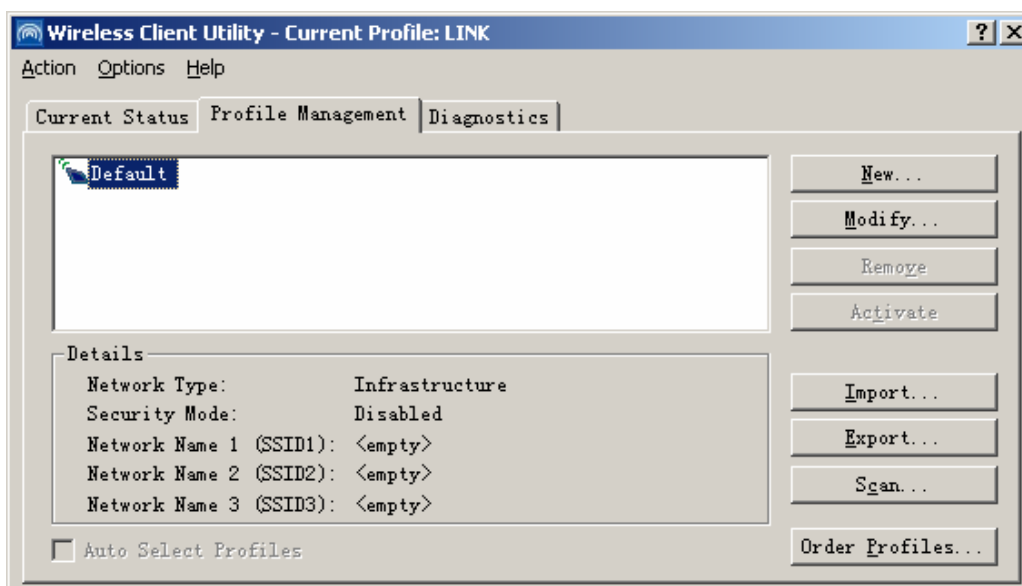 Wireless Client Utility - Current Profile: LINK
Action Options Help
Current Status Profile Management Diagnostics
Default
New...
Modify...
Remove
Activate
Details
Network Type: Infrastructure
Security Mode: Disabled
Network Name 1 (SSID1): <empty>
Network Name 2 (SSID2): <empty>
Network Name 3 (SSID3): <empty>
Import...
Export...
Scan...
Auto Select Profiles
Order Profiles...